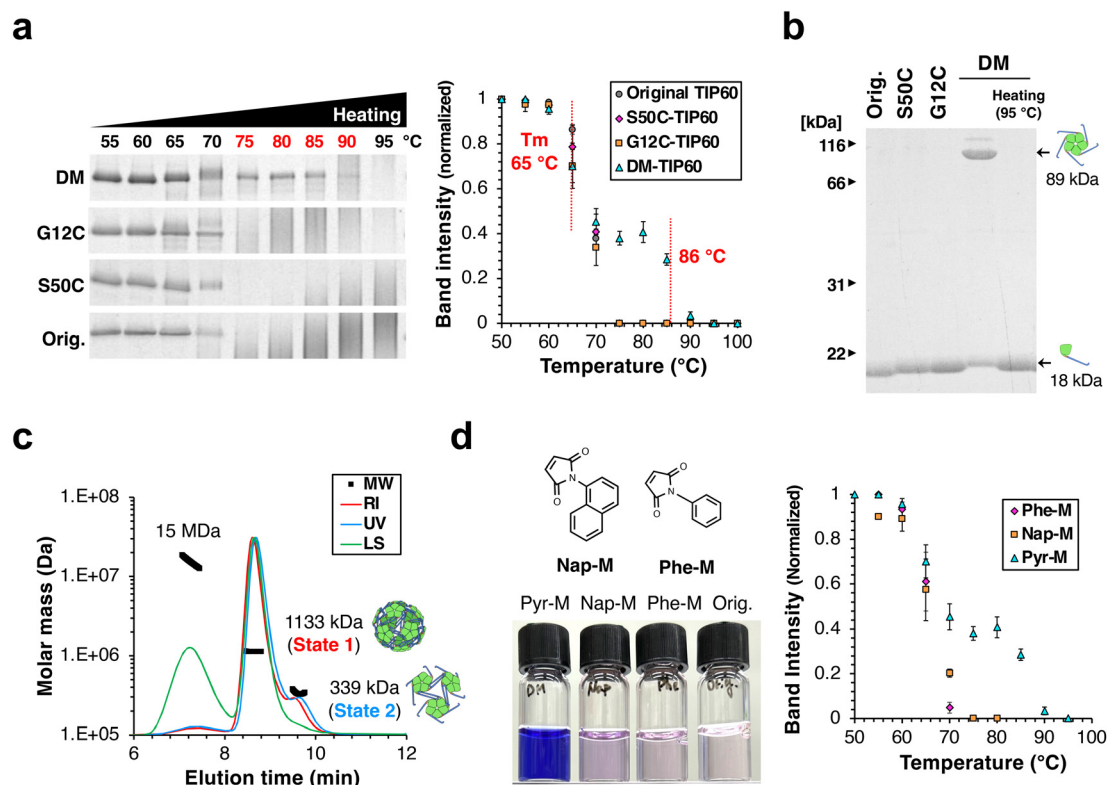 a
Heating
55 60 65 70 75 80 85 90 95 °C
DM
G12C
S50C
Orig.
Band intensity (normalized)
1
0.8
0.6
0.4
0.2
0
50 60 70 80 90 100
Temperature (°C)
Tm
65 °C
86 °C
Original TIP60
S50C-TIP60
G12C-TIP60
DM-TIP60
b
Orig.
S50C
G12C
DM
Heating
(95 °C)
[kDa]
116
66
31
22
89 kDa
18 kDa
c
Molar mass (Da)
1.E+08
1.E+07
1.E+06
1.E+05
4 6 8 10 12
Elution time (min)
MW
RI
UV
LS
15 MDa
1133 kDa
(State 1)
339 kDa
(State 2)
d
O
N
O
O
N
O
Nap-M Phe-M
Pyr-M Nap-M Phe-M Orig.
DM Nap Phe Orig.
Band Intensity (Normalized)
1
0.8
0.6
0.4
0.2
0
50 60 70 80 90 100
Temperature (°C)
Phe-M
Nap-M
Pyr-M